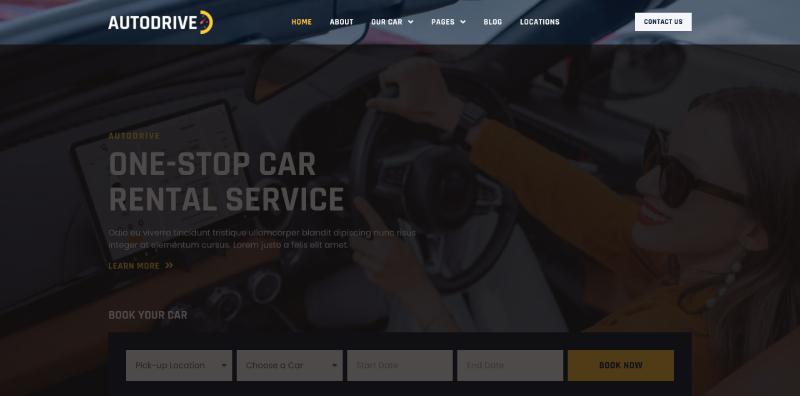 AUTODRIVE
HOME ABOUT OUR CAR PAGES BLOG LOCATIONS
CONTACT US
AUTODRIVE
ONE-STOP CAR
RENTAL SERVICE
Odio eu viverra tincidunt tristique ullamcorper blandit dipiscing nunc risus
integer at elementum cursus. Lorem justo a felis elit amet.
LEARN MORE
BOOK YOUR CAR
Pick-up Location Choose a Car Start Date End Date BOOK NOW